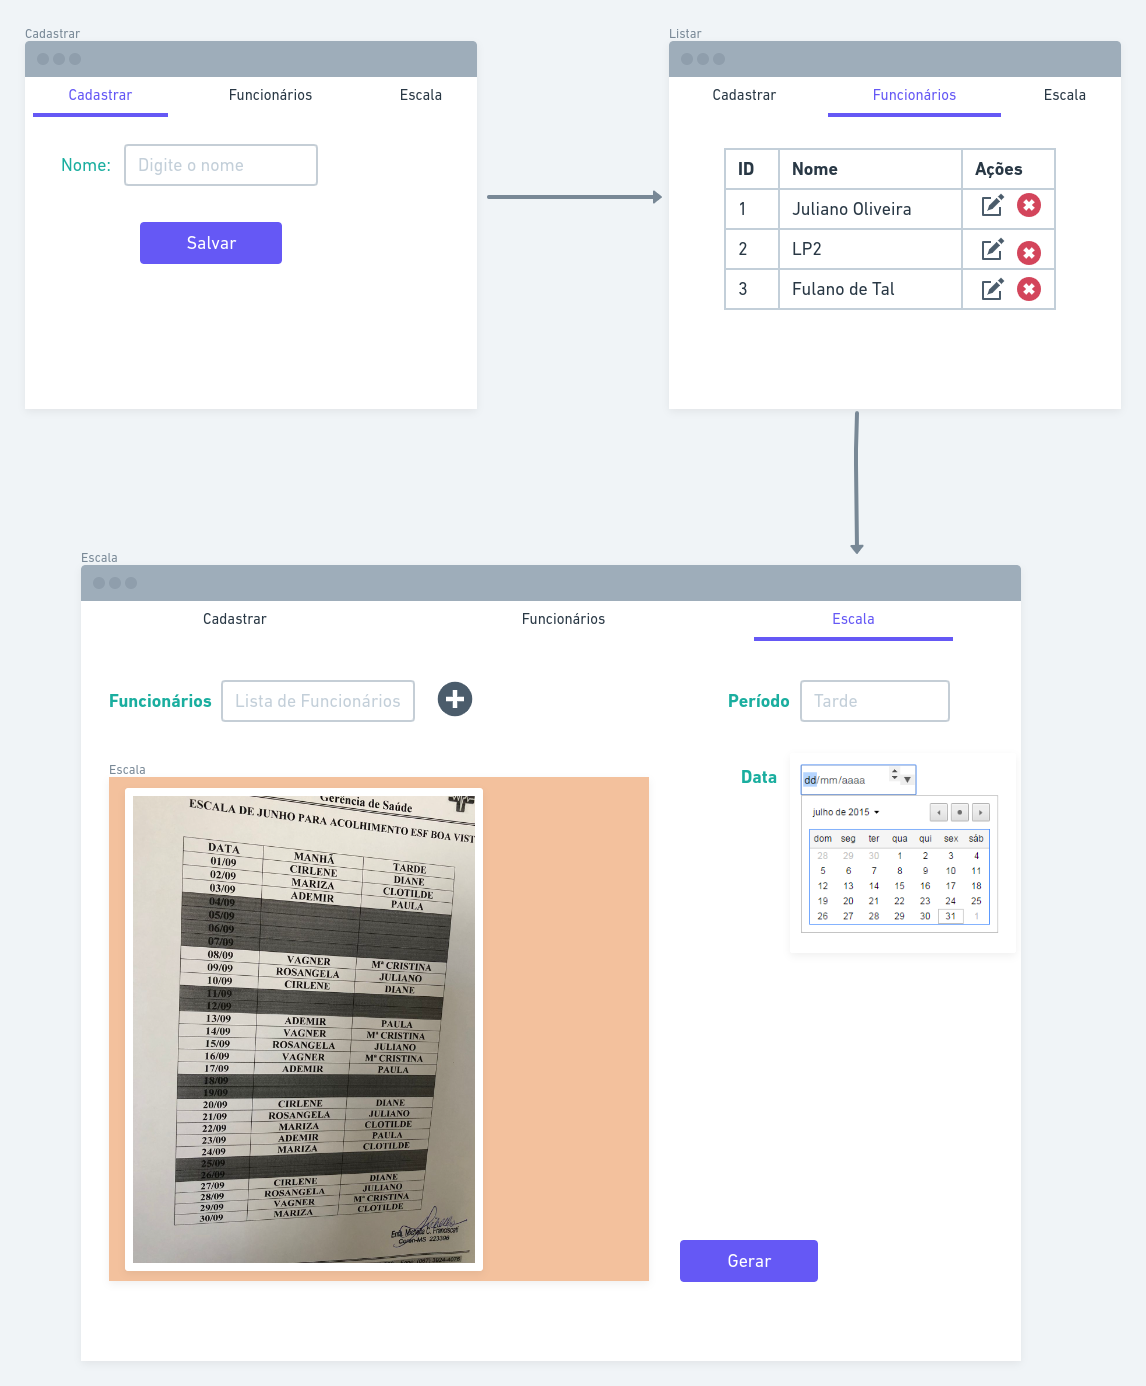 Cadastrar
Cadastrar Funcionários Escala
Nome: Digite o nome
Salvar
Listar
Cadastrar Funcionários Escala
ID Nome Ações
1 Juliano Oliveira
2 LP2
3 Fulano de Tal
Escala
Cadastrar Funcionários Escala
Funcionários Lista de Funcionários
Período Tarde
Escala
Gerência de Saúde
ESCALA DE JUNHO PARA ACOLHIMENTO ESF BOA VIST
DATA MANHÃ TARDE
01/09 CIRLENE DIANE
02/09 MARIZA CLOTILDE
03/09 ADEMIR PAULA
04/09
05/09
06/09
07/09
08/09 VAGNER Mª CRISTINA
09/09 ROSANGELA JULIANO
10/09 CIRLENE DIANE
11/09
12/09
13/09 ADEMIR PAULA
14/09 VAGNER Mª CRISTINA
15/09 ROSANGELA JULIANO
16/09 VAGNER Mª CRISTINA
17/09 ADEMIR PAULA
18/09
19/09
20/09 CIRLENE DIANE
21/09 ROSANGELA JULIANO
22/09 MARIZA CLOTILDE
23/09 ADEMIR PAULA
24/09 MARIZA CLOTILDE
25/09
26/09
27/09 CIRLENE DIANE
28/09 ROSANGELA JULIANO
29/09 VAGNER Mª CRISTINA
30/09 MARIZA CLOTILDE
Coren-MS 223306
Data dd/mm/aaaa
julho de 2015
dom seg ter qua qui sex sáb
28 29 30 1 2 3 4
5 6 7 8 9 10 11
12 13 14 15 16 17 18
19 20 21 22 23 24 25
26 27 28 29 30 31 1
Gerar